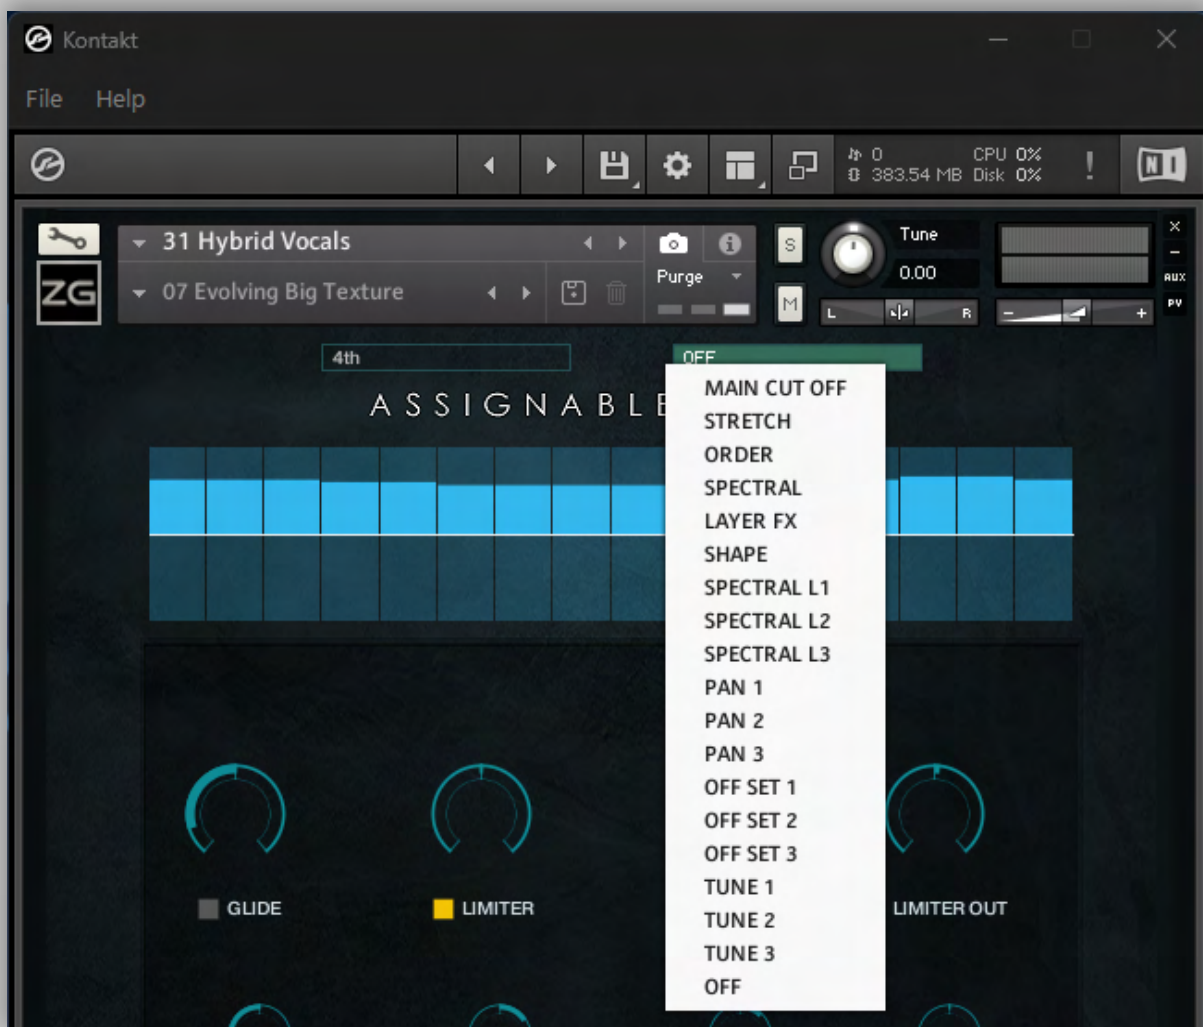 Kontakt
File Help
0 CPU 0%
383.54 MB Disk 0%
! NI
31 Hybrid Vocals
S
Tune
0.00
x
-
AUX
PV
ZG
07 Evolving Big Texture
Purge
M
L R
- +
4th
OFF
ASSIGNABLE
MAIN CUT OFF
STRETCH
ORDER
SPECTRAL
LAYER FX
SHAPE
SPECTRAL L1
SPECTRAL L2
SPECTRAL L3
PAN 1
PAN 2
PAN 3
OFF SET 1
OFF SET 2
OFF SET 3
TUNE 1
TUNE 2
TUNE 3
OFF
GLIDE
LIMITER
LIMITER OUT